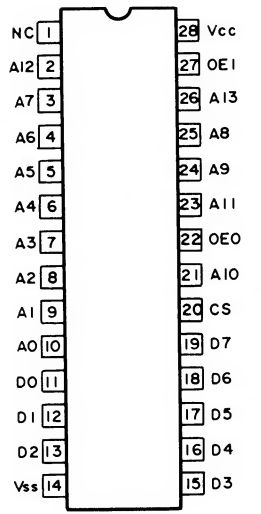 NC 1 28 Vcc
A12 2 27 OE1
A7 3 26 A13
A6 4 25 A8
A5 5 24 A9
A4 6 23 A11
A3 7 22 OE0
A2 8 21 A10
A1 9 20 CS
A0 10 19 D7
D0 11 18 D6
D1 12 17 D5
D2 13 16 D4
Vss 14 15 D3